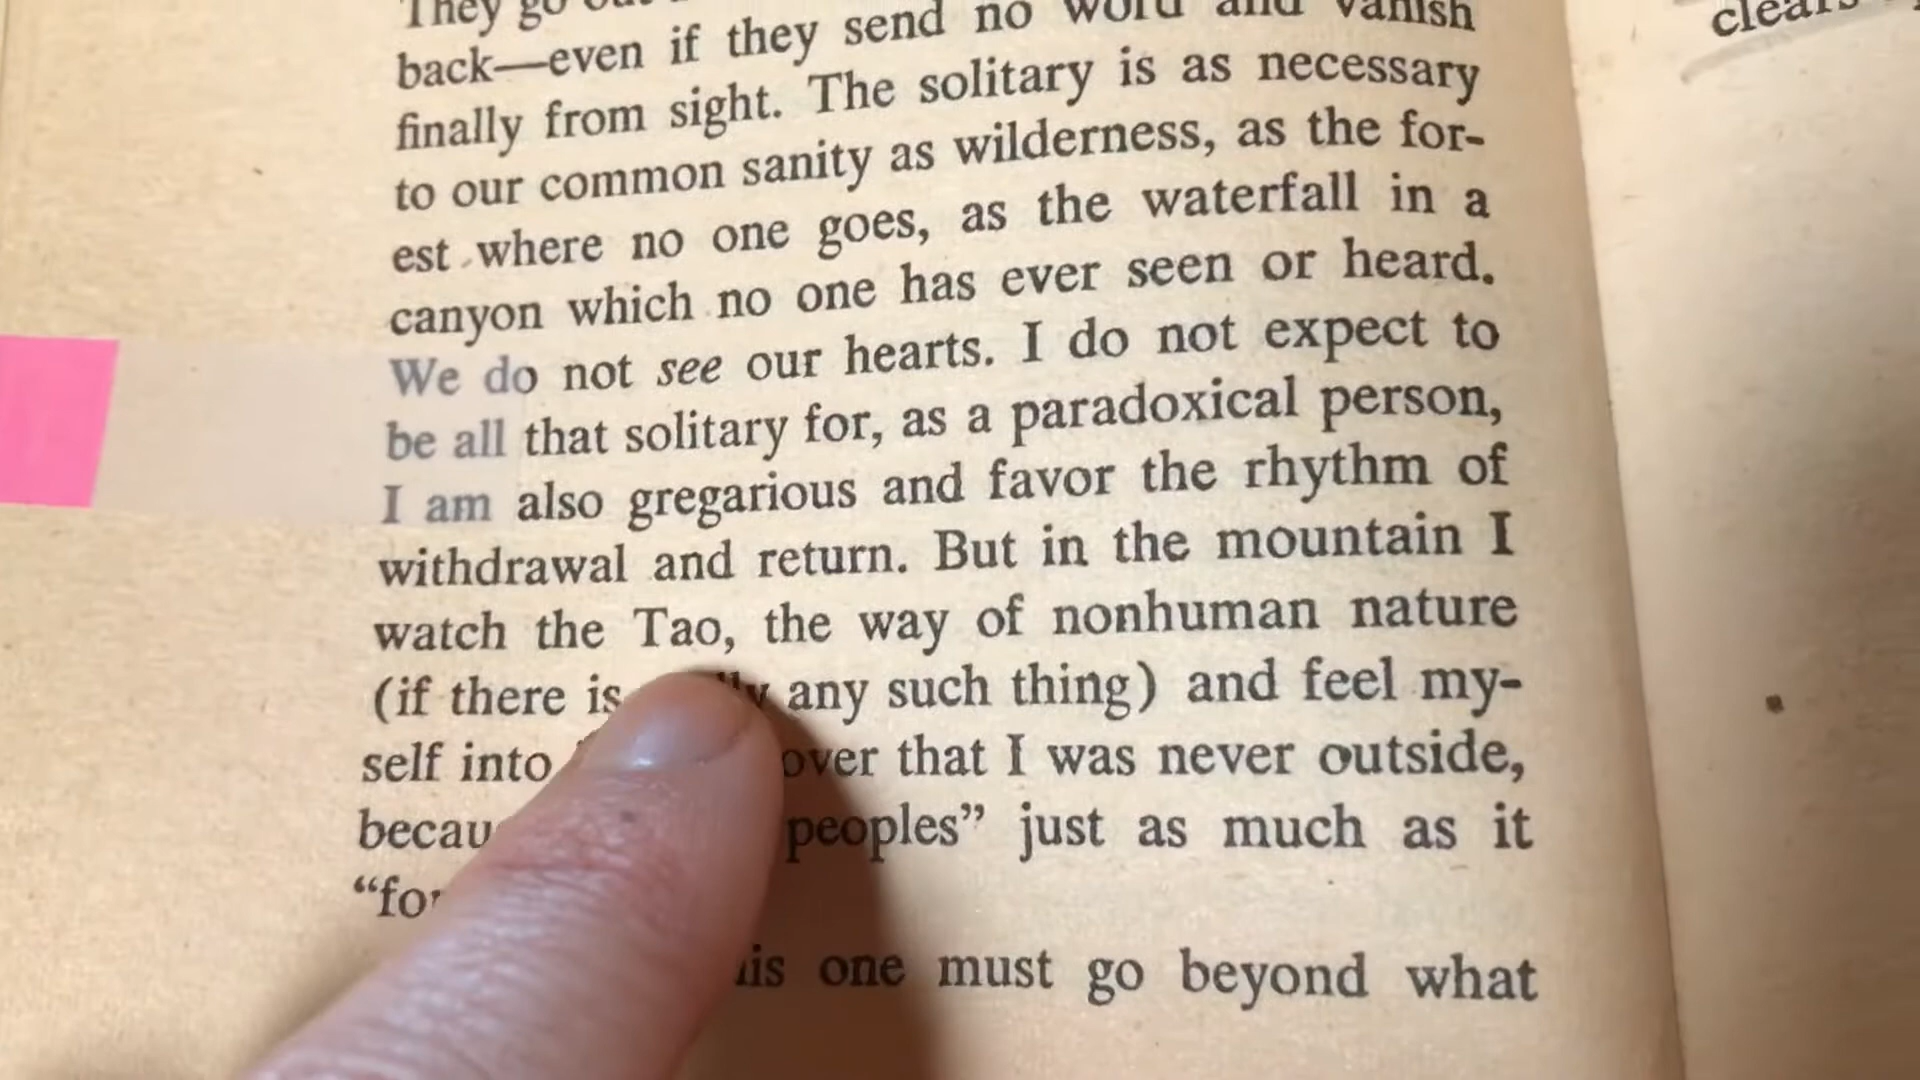 They go
back—even if they send no word and vanish
finally from sight. The solitary is as necessary
to our common sanity as wilderness, as the for-
est where no one goes, as the waterfall in a
canyon which no one has ever seen or heard.
We do not see our hearts. I do not expect to
be all that solitary for, as a paradoxical person,
I am also gregarious and favor the rhythm of
withdrawal and return. But in the mountain I
watch the Tao, the way of nonhuman nature
(if there is any such thing) and feel my-
self into that I was never outside,
peoples” just as much as it
one must go beyond what